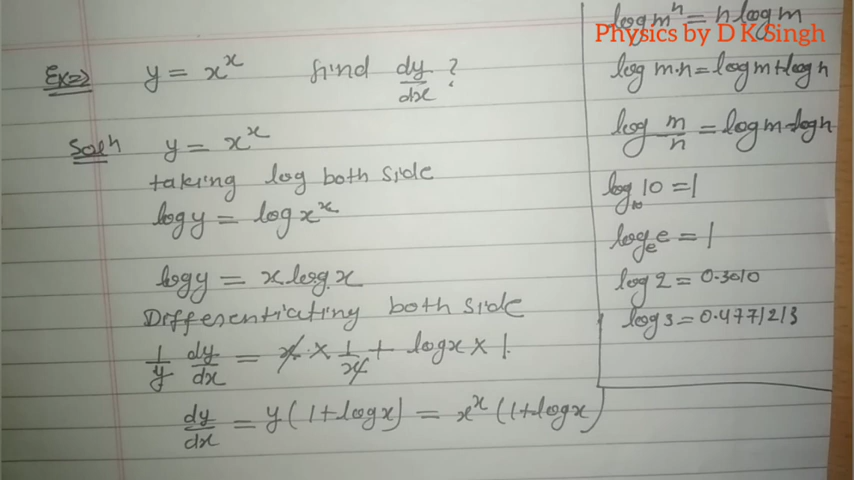 Ex=> y = x^x find dy/dx ?
Solⁿ y = x^x
taking log both side
log y = log x^x
log y = x.log x
Differentiating both side
1/y dy/dx = x × 1/x + log x × 1.
dy/dx = y(1+log x) = x^x (1+log x)
log mⁿ = n log m
Physics by D K Singh
log m.n = log m + log n
log m/n = log m - log n
log₁₀ 10 = 1
logₑ e = 1
log 2 = 0.3010
log 3 = 0.4771213